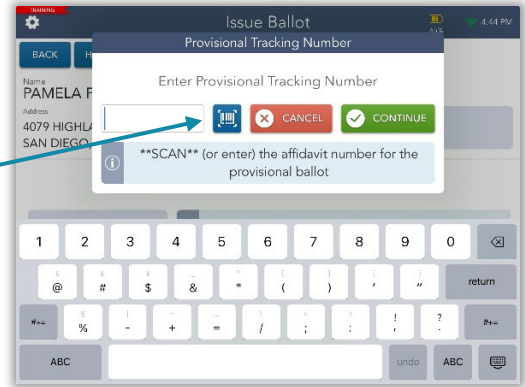 TRAINING
Issue Ballot
65%
4:44 PM
Provisional Tracking Number
BACK
H
Name
PAMELA F
Enter Provisional Tracking Number
Address
4079 HIGHLA
SAN DIEGO
CANCEL
CONTINUE
**SCAN** (or enter) the affidavit number for the
provisional ballot
1 2 3 4 5 6 7 8 9 0
@ # $ & * ( ) ' " return
#+= % - + = / ; : ! , ? . #+=
ABC undo ABC